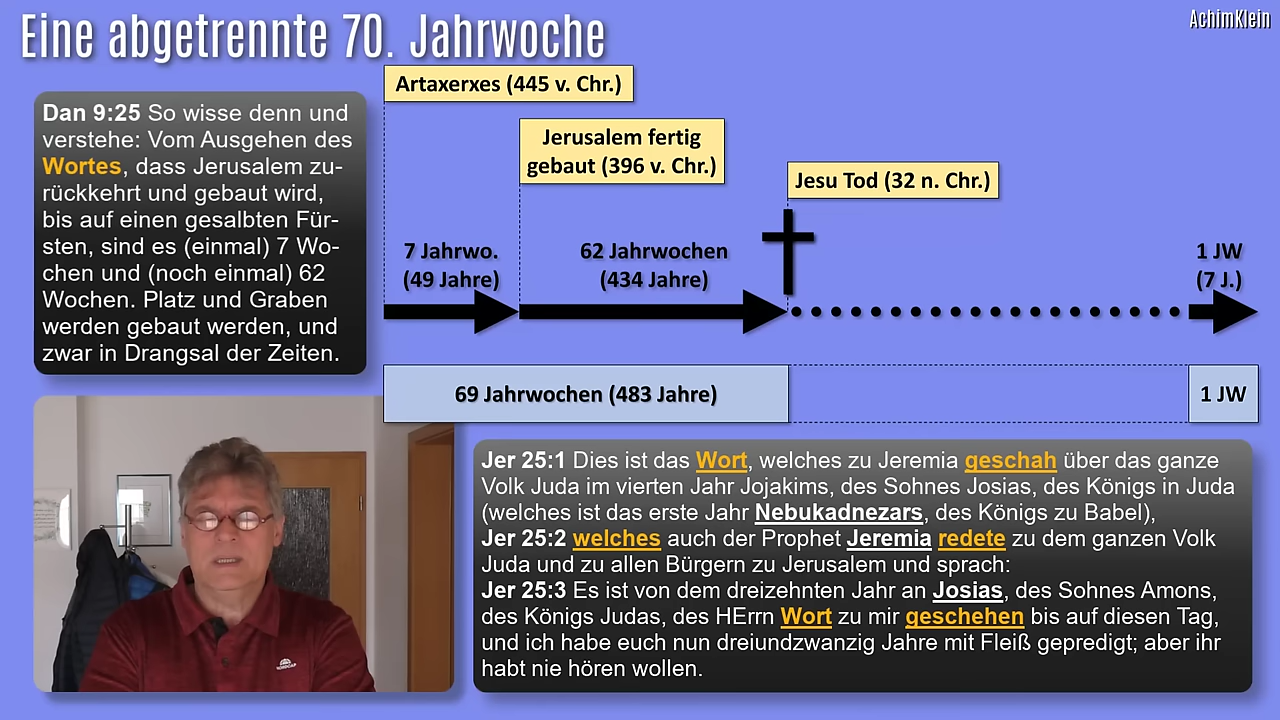 Eine abgetrennte 70. Jahrwoche
AchimKlein
Artaxerxes (445 v. Chr.)
Jerusalem fertig
gebaut (396 v. Chr.)
Jesu Tod (32 n. Chr.)
Dan 9:25 So wisse denn und
verstehe: Vom Ausgehen des
Wortes, dass Jerusalem zu-
rückkehrt und gebaut wird,
bis auf einen gesalbten Für-
sten, sind es (einmal) 7 Wo-
chen und (noch einmal) 62
Wochen. Platz und Graben
werden gebaut werden, und
zwar in Drangsal der Zeiten.
7 Jahrwo.
(49 Jahre)
62 Jahrwochen
(434 Jahre)
1 JW
(7 J.)
69 Jahrwochen (483 Jahre)
1 JW
Jer 25:1 Dies ist das Wort, welches zu Jeremia geschah über das ganze
Volk Juda im vierten Jahr Jojakims, des Sohnes Josias, des Königs in Juda
(welches ist das erste Jahr Nebukadnezars, des Königs zu Babel),
Jer 25:2 welches auch der Prophet Jeremia redete zu dem ganzen Volk
Juda und zu allen Bürgern zu Jerusalem und sprach:
Jer 25:3 Es ist von dem dreizehnten Jahr an Josias, des Sohnes Amons,
des Königs Judas, des HErrn Wort zu mir geschehen bis auf diesen Tag,
und ich habe euch nun dreiundzwanzig Jahre mit Fleiß gepredigt; aber ihr
habt nie hören wollen.